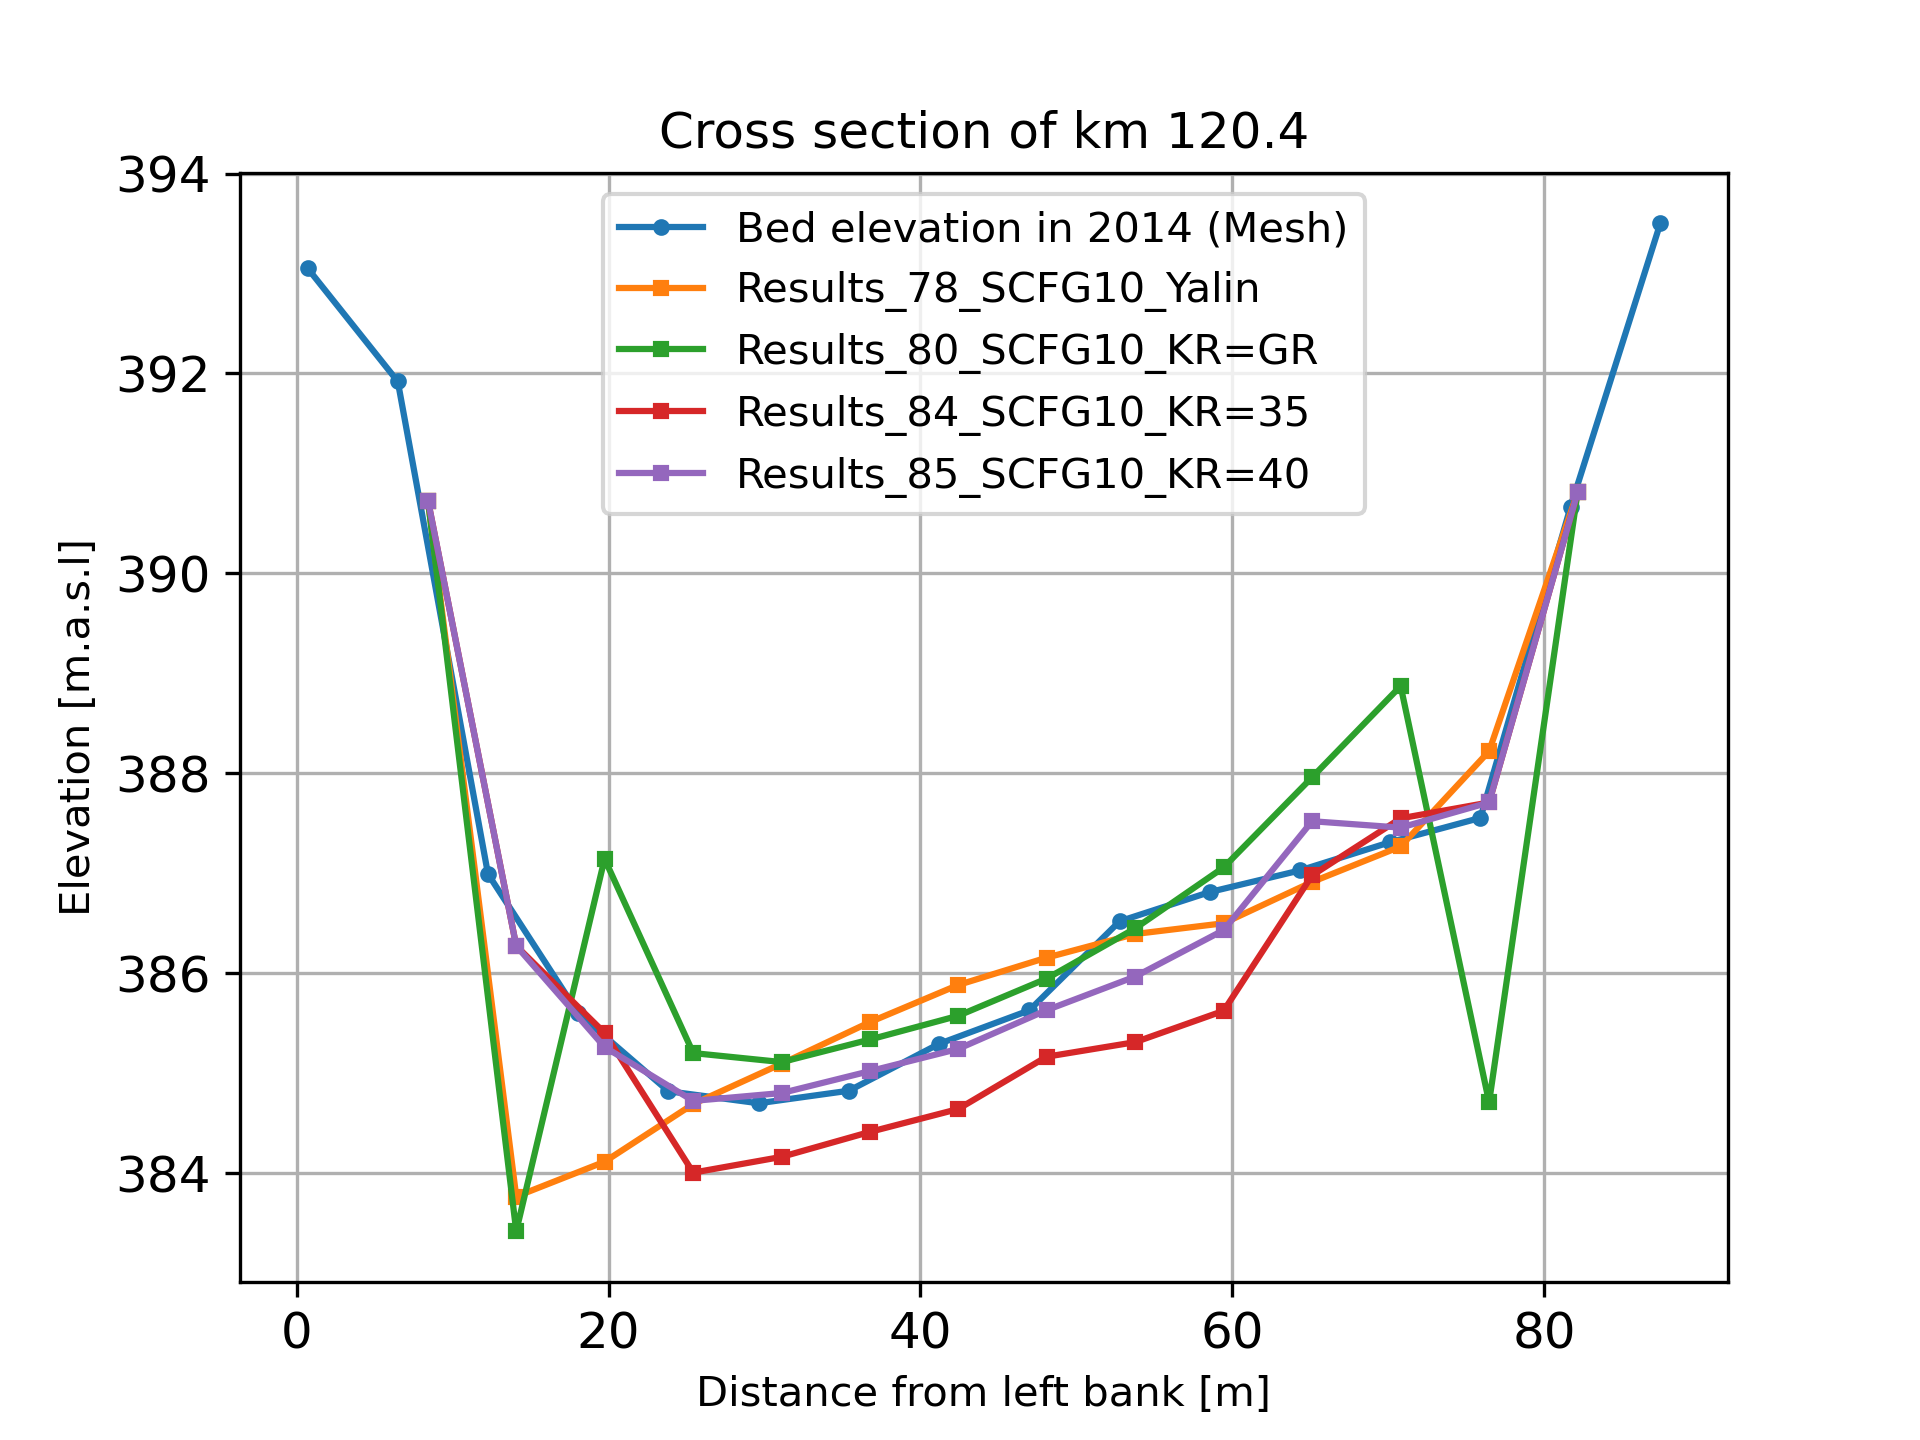 Cross section of km 120.4
394
392
390
388
386
384
Elevation [m.a.s.l]
Bed elevation in 2014 (Mesh)
Results_78_SCFG10_Yalin
Results_80_SCFG10_KR=GR
Results_84_SCFG10_KR=35
Results_85_SCFG10_KR=40
0 20 40 60 80
Distance from left bank [m]